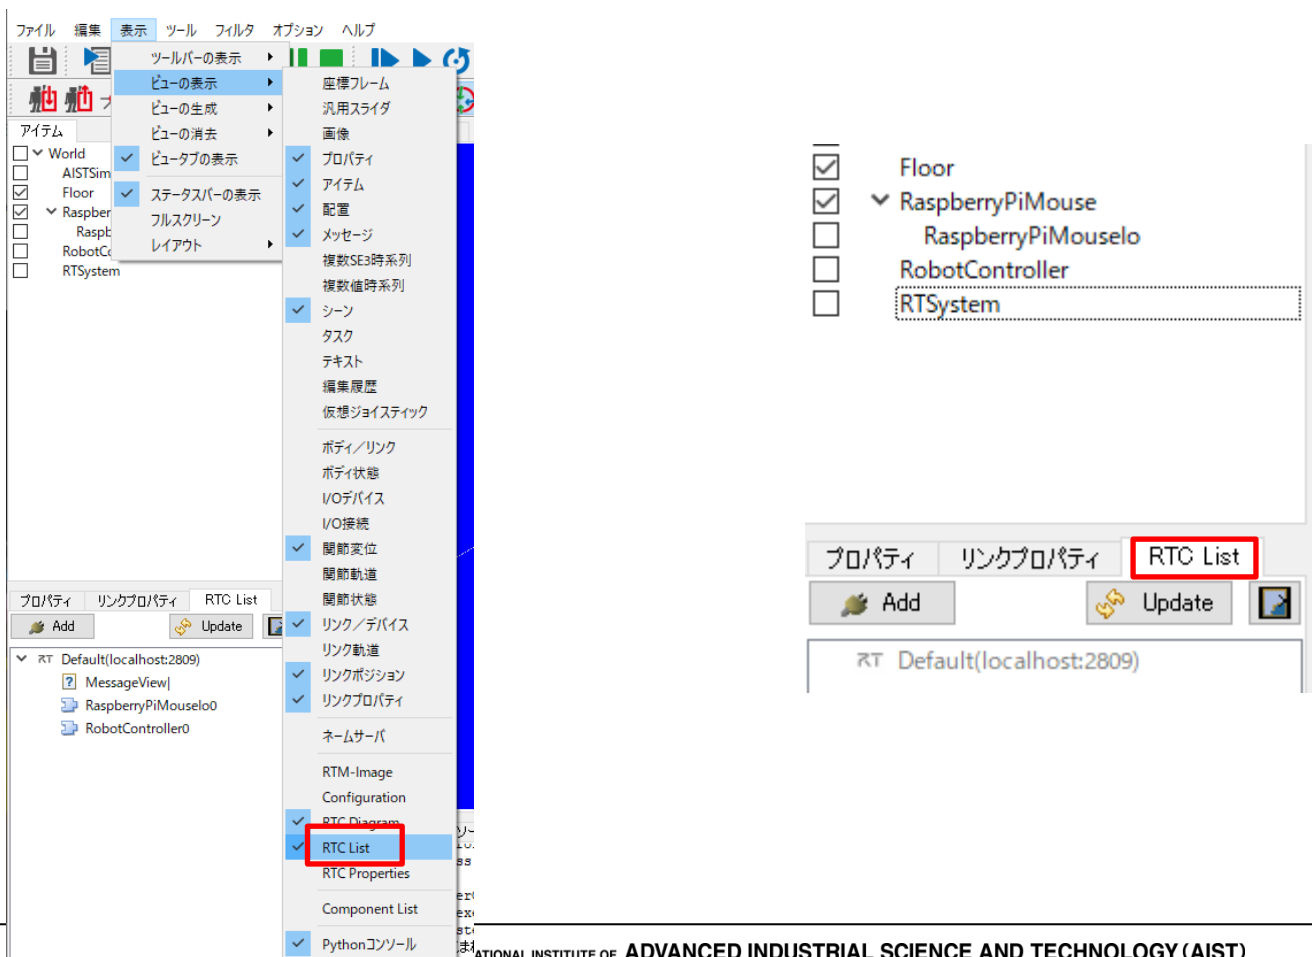 ファイル 編集 表示 ツール フィルタ オプション ヘルプ
ツールバーの表示
ビューの表示
ビューの生成
ビューの消去
ビュータブの表示
ステータスバーの表示
フルスクリーン
レイアウト
アイテム
World
AISTSim
Floor
Raspber
Raspb
RobotCo
RTSystem
座標フレーム
汎用スライダ
画像
プロパティ
アイテム
配置
メッセージ
複数SE3時系列
複数値時系列
シーン
タスク
テキスト
編集履歴
仮想ジョイスティック
ボディ／リンク
ボディ状態
I/Oデバイス
I/O接続
関節変位
関節軌道
関節状態
リンク／デバイス
リンク軌道
リンクポジション
リンクプロパティ
ネームサーバ
RTM-Image
Configuration
RTC Diagram
RTC List
RTC Properties
Component List
Pythonコンソール
プロパティ リンクプロパティ RTC List
Add Update
RT Default(localhost:2809)
MessageView|
RaspberryPiMouseIo0
RobotController0
Floor
RaspberryPiMouse
RaspberryPiMouseIo
RobotController
RTSystem
プロパティ リンクプロパティ RTC List
Add Update
RT Default(localhost:2809)
ATIONAL INSTITUTE OF ADVANCED INDUSTRIAL SCIENCE AND TECHNOLOGY (AIST)